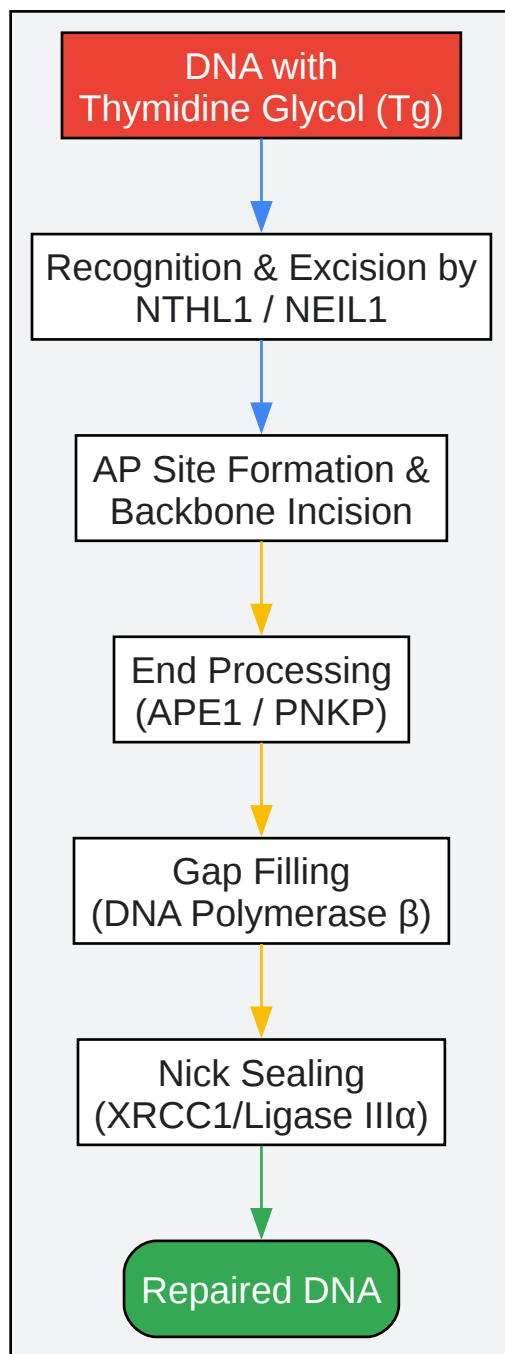 DNA with
Thymidine Glycol (Tg)
Recognition & Excision by
NTHL1 / NEIL1
AP Site Formation &
Backbone Incision
End Processing
(APE1 / PNKP)
Gap Filling
(DNA Polymerase β)
Nick Sealing
(XRCC1/Ligase IIIα)
Repaired DNA